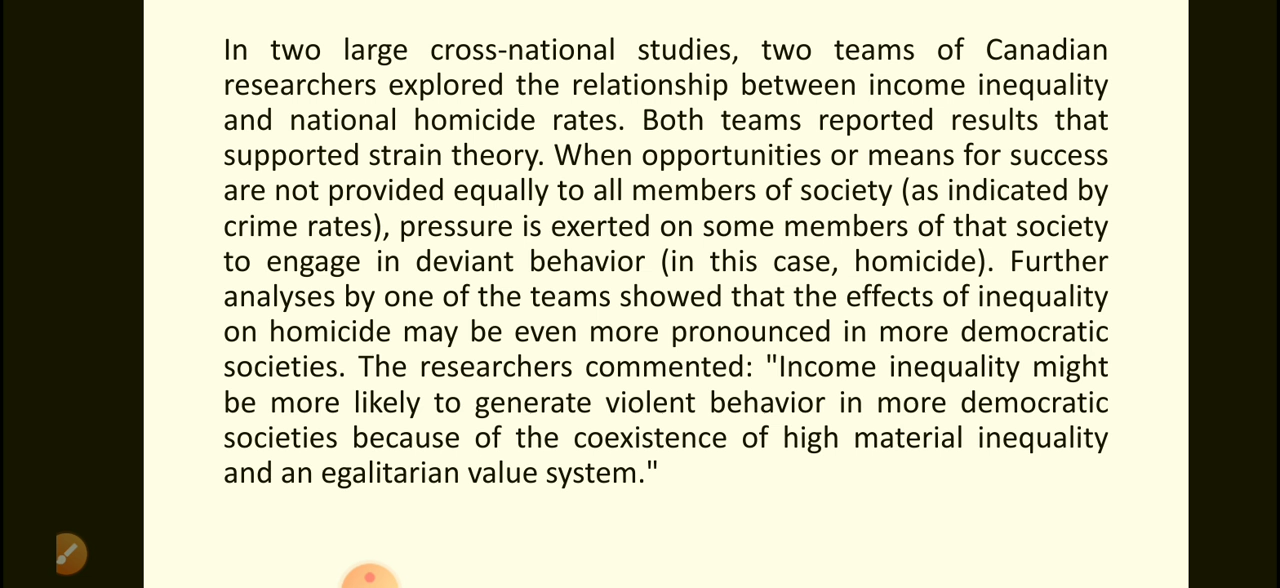 In two large cross-national studies, two teams of Canadian
researchers explored the relationship between income inequality
and national homicide rates. Both teams reported results that
supported strain theory. When opportunities or means for success
are not provided equally to all members of society (as indicated by
crime rates), pressure is exerted on some members of that society
to engage in deviant behavior (in this case, homicide). Further
analyses by one of the teams showed that the effects of inequality
on homicide may be even more pronounced in more democratic
societies. The researchers commented: "Income inequality might
be more likely to generate violent behavior in more democratic
societies because of the coexistence of high material inequality
and an egalitarian value system."